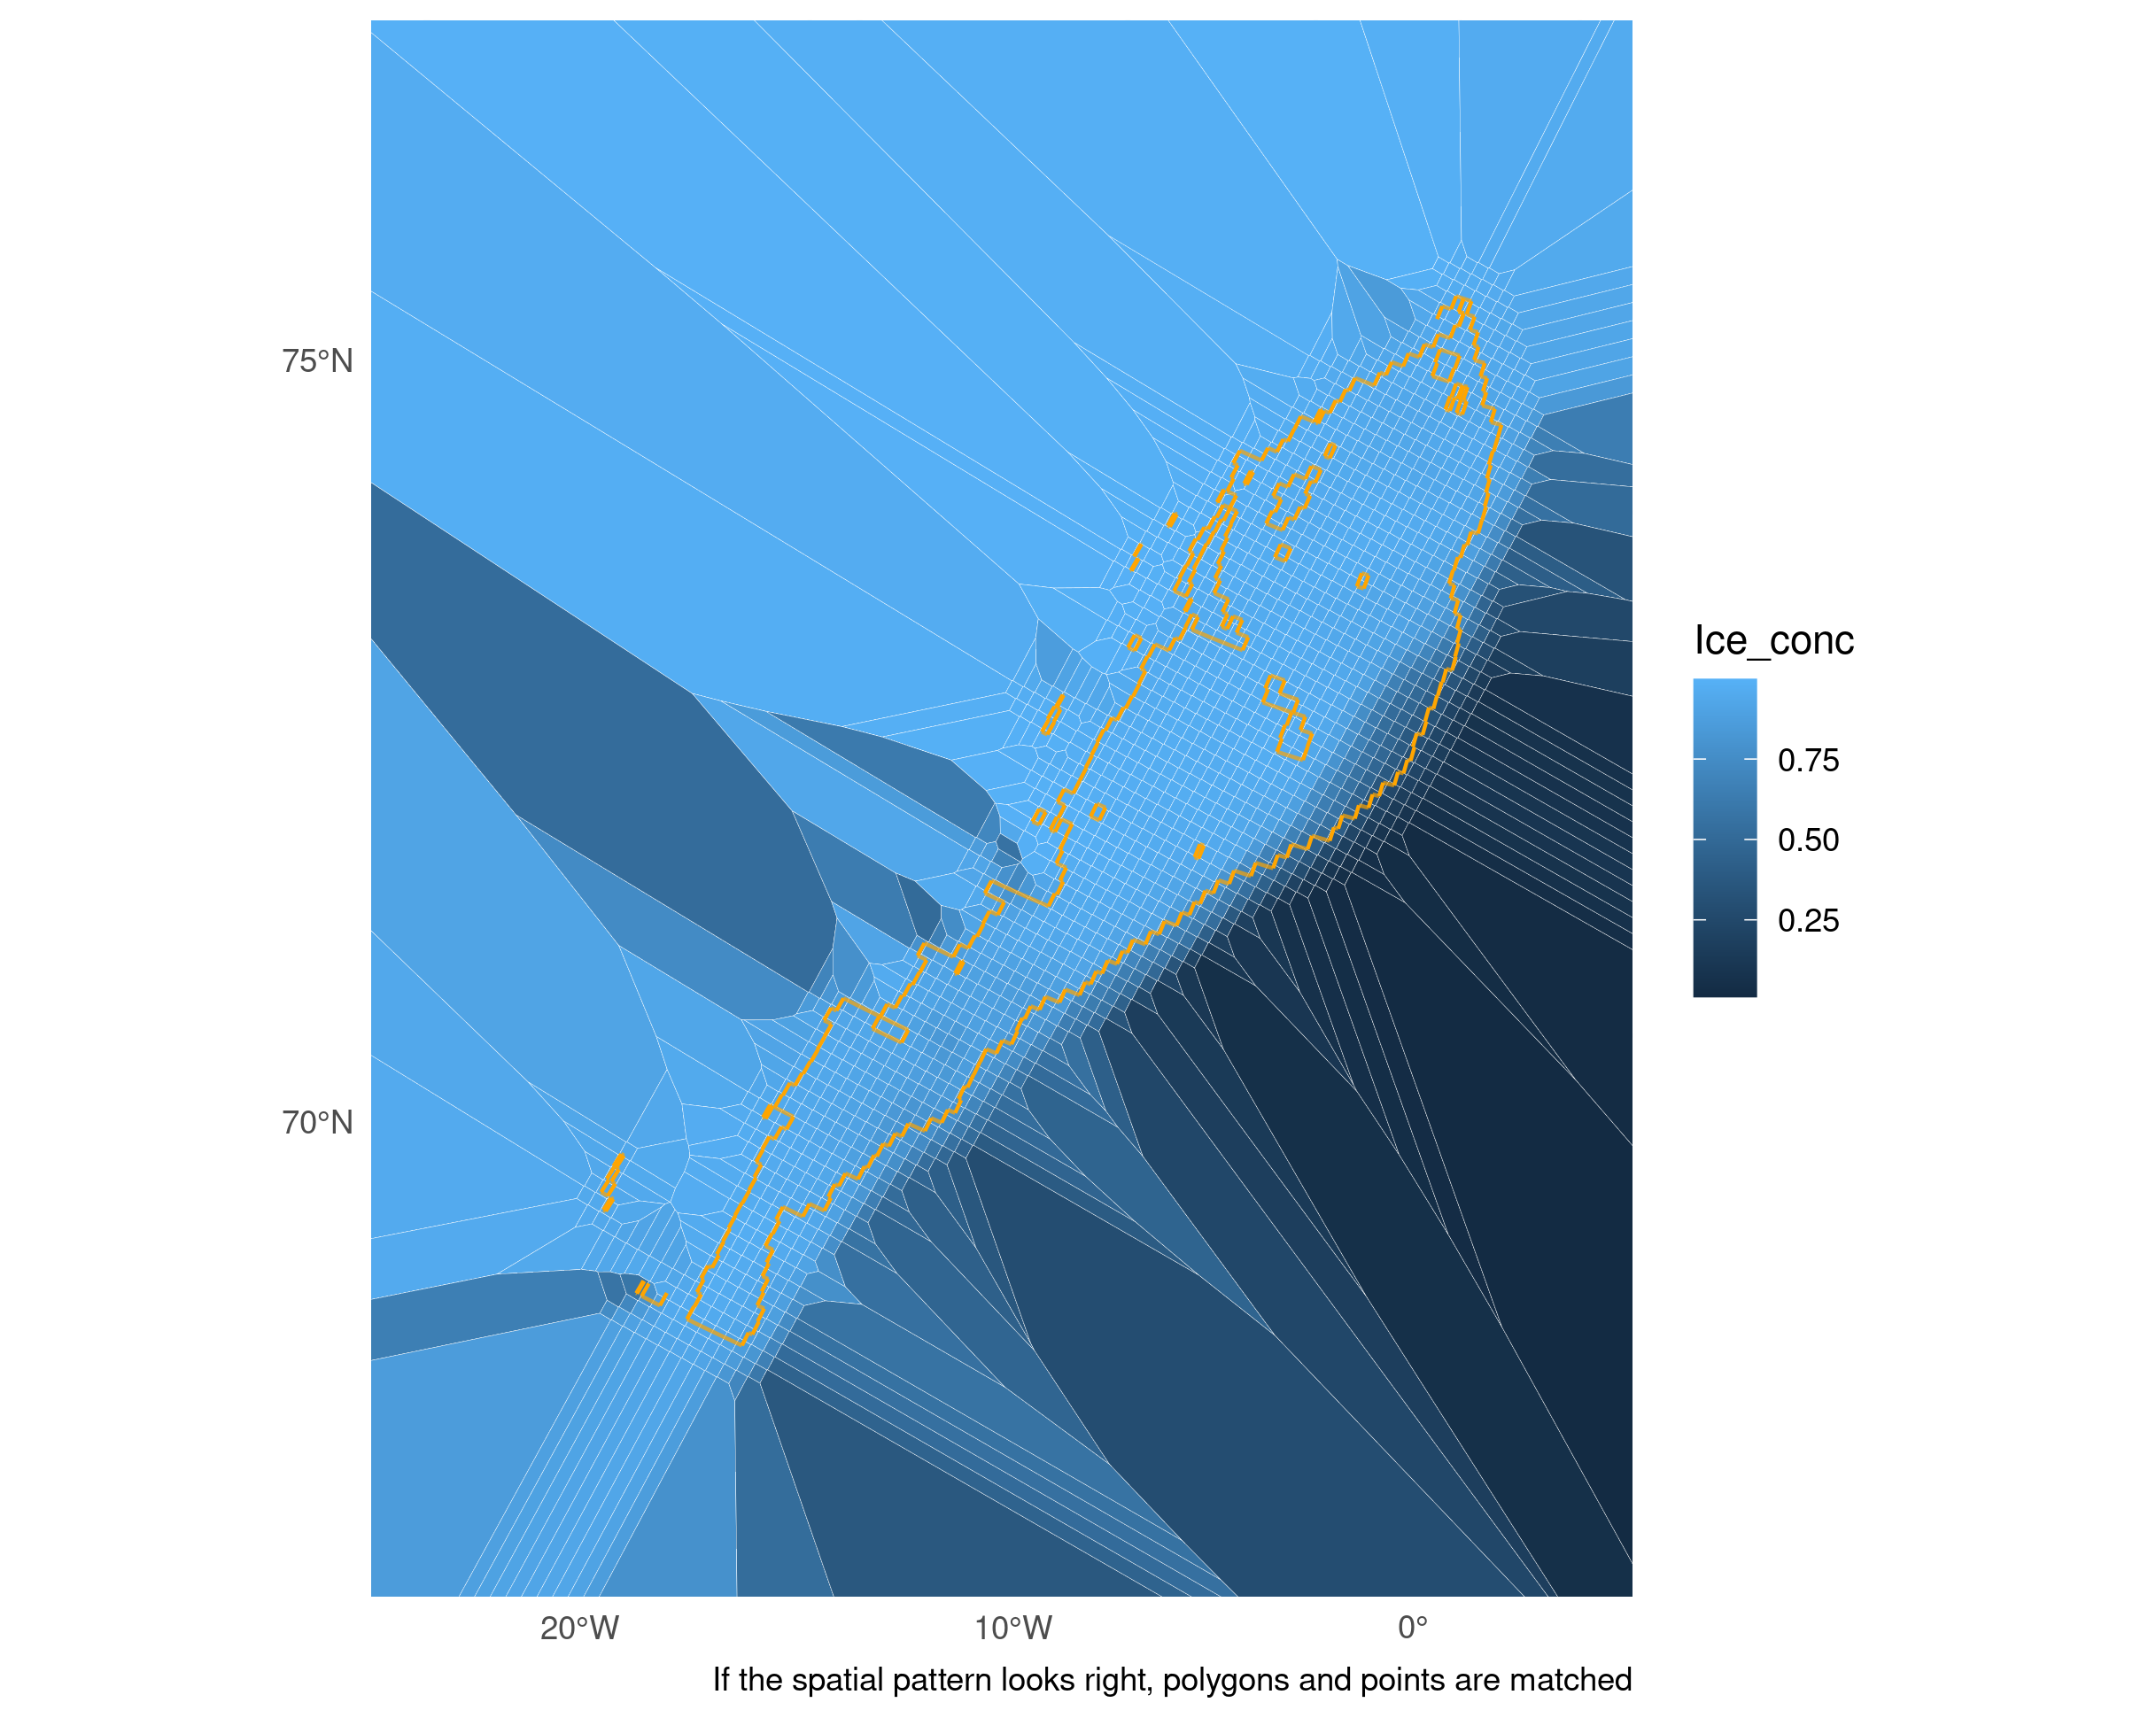 75°N
70°N
20°W
10°W
0°
If the spatial pattern looks right, polygons and points are matched
Ice_conc
0.75
0.50
0.25